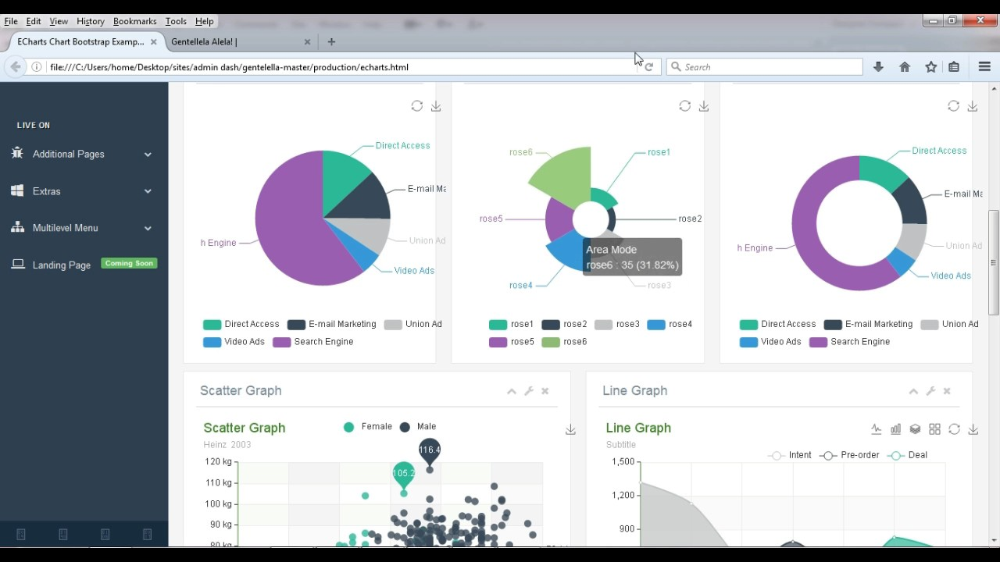 File Edit View History Bookmarks Tools Help
ECharts Chart Bootstrap Examp...
Gentellela Alela! |
file:///C:/Users/home/Desktop/sites/admin dash/gentelella-master/production/echarts.html
Search
LIVE ON
Additional Pages
Extras
Multilevel Menu
Landing Page
Coming Soon
Direct Access
E-mail Ma
Union Ad
Video Ads
h Engine
Direct Access E-mail Marketing Union Ad
Video Ads Search Engine
rose6
rose1
rose5
rose2
Area Mode
rose6 : 35 (31.82%)
rose4
rose3
rose1 rose2 rose3 rose4
rose5 rose6
Direct Access
E-mail Ma
Union Ad
h Engine
Video Ads
Direct Access E-mail Marketing Union Ad
Video Ads Search Engine
Scatter Graph
Scatter Graph
Heinz 2003
Female Male
116.4
105.2
120 kg
110 kg
100 kg
90 kg
80 kg
Line Graph
Line Graph
Subtitle
Intent Pre-order Deal
1,500
1,200
900